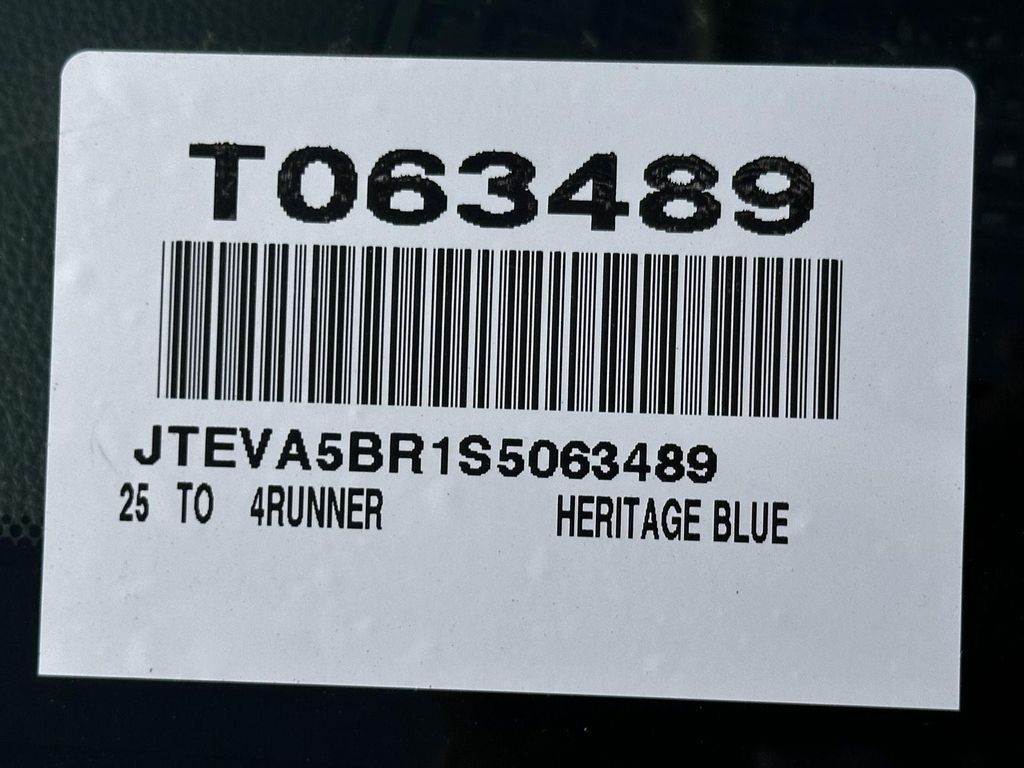 T063489
JTEVA5BR1S5063489
25 TO 4RUNNER HERITAGE BLUE